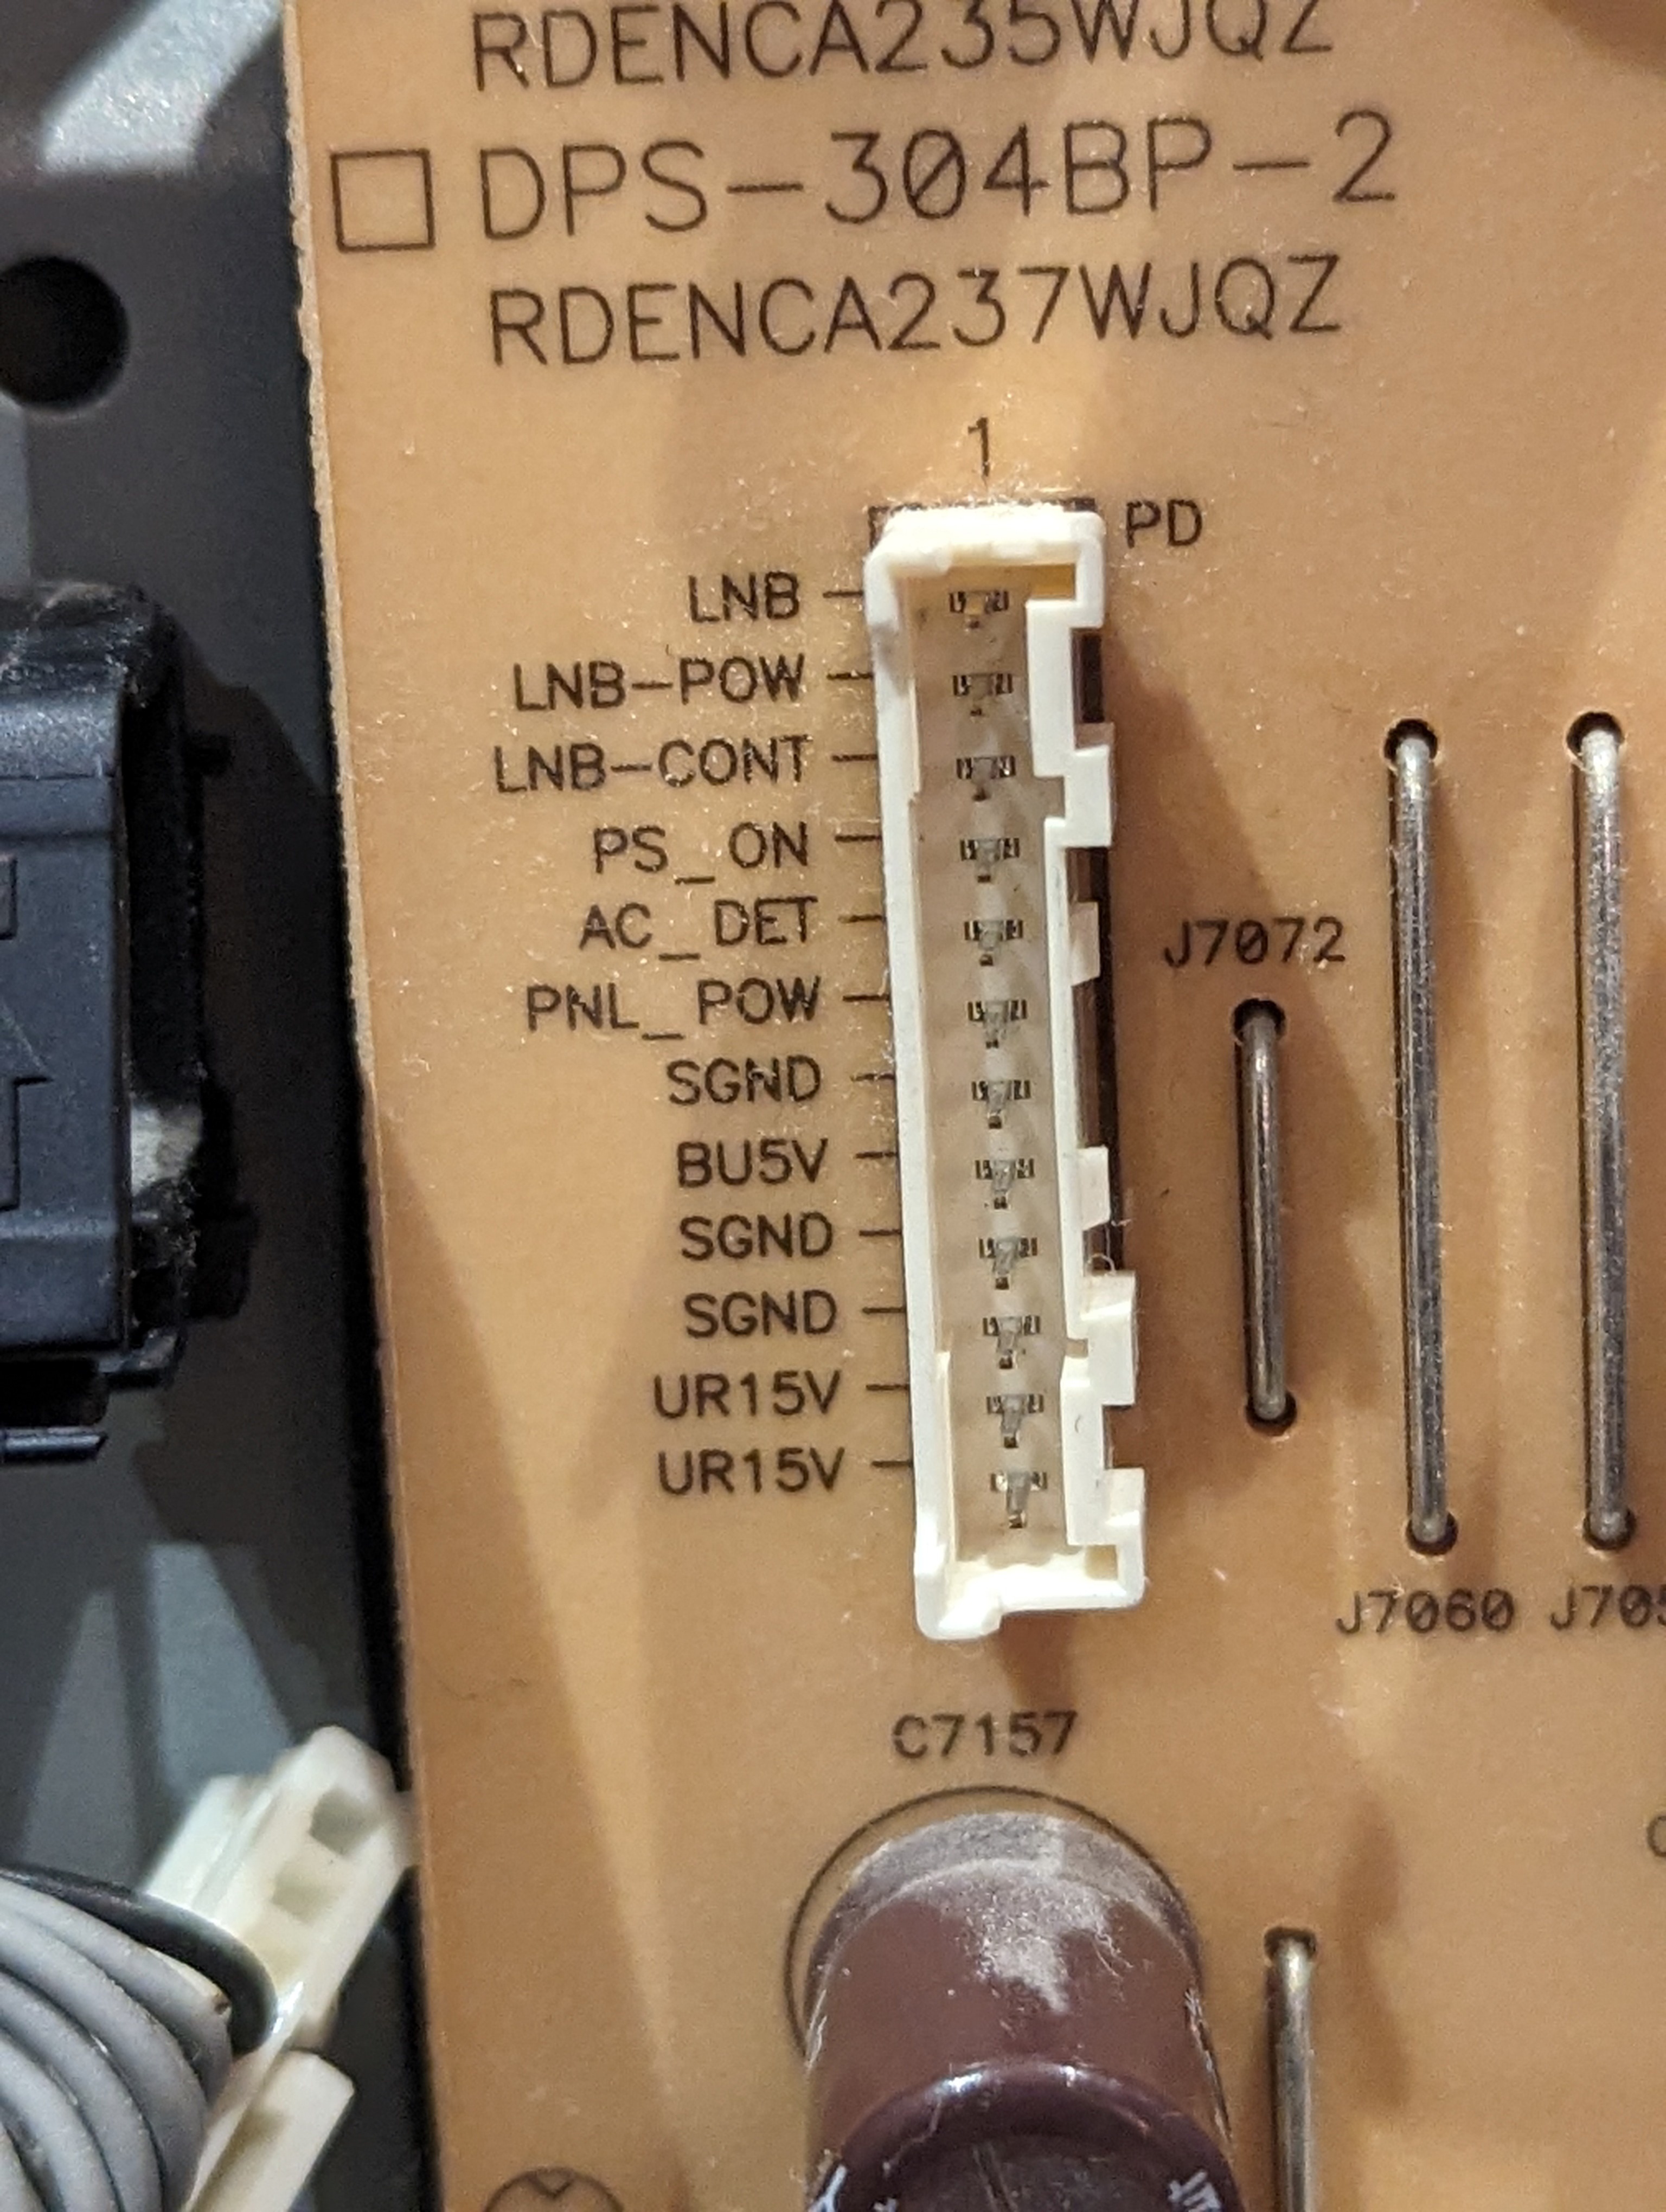 RDENCA235WJQZ
DPS-304BP-2
RDENCA237WJQZ
1
PD
LNB
LNB-POW
LNB-CONT
PS_ON
AC_DET
PNL_POW
SGND
BU5V
SGND
SGND
UR15V
UR15V
J7072
J7060
C7157